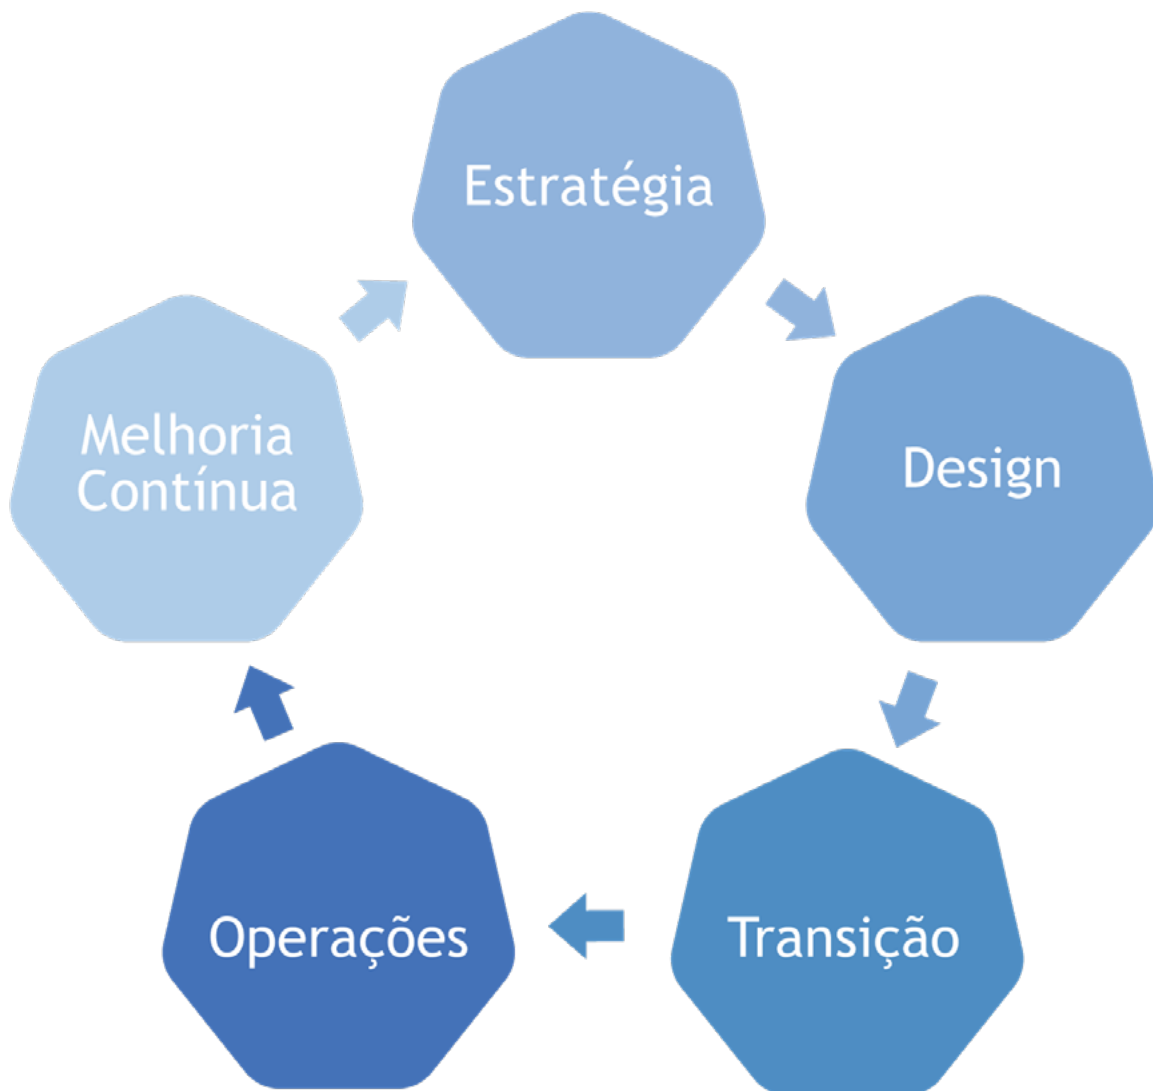 Estratégia
Design
Transição
Operações
Melhoria
Contínua